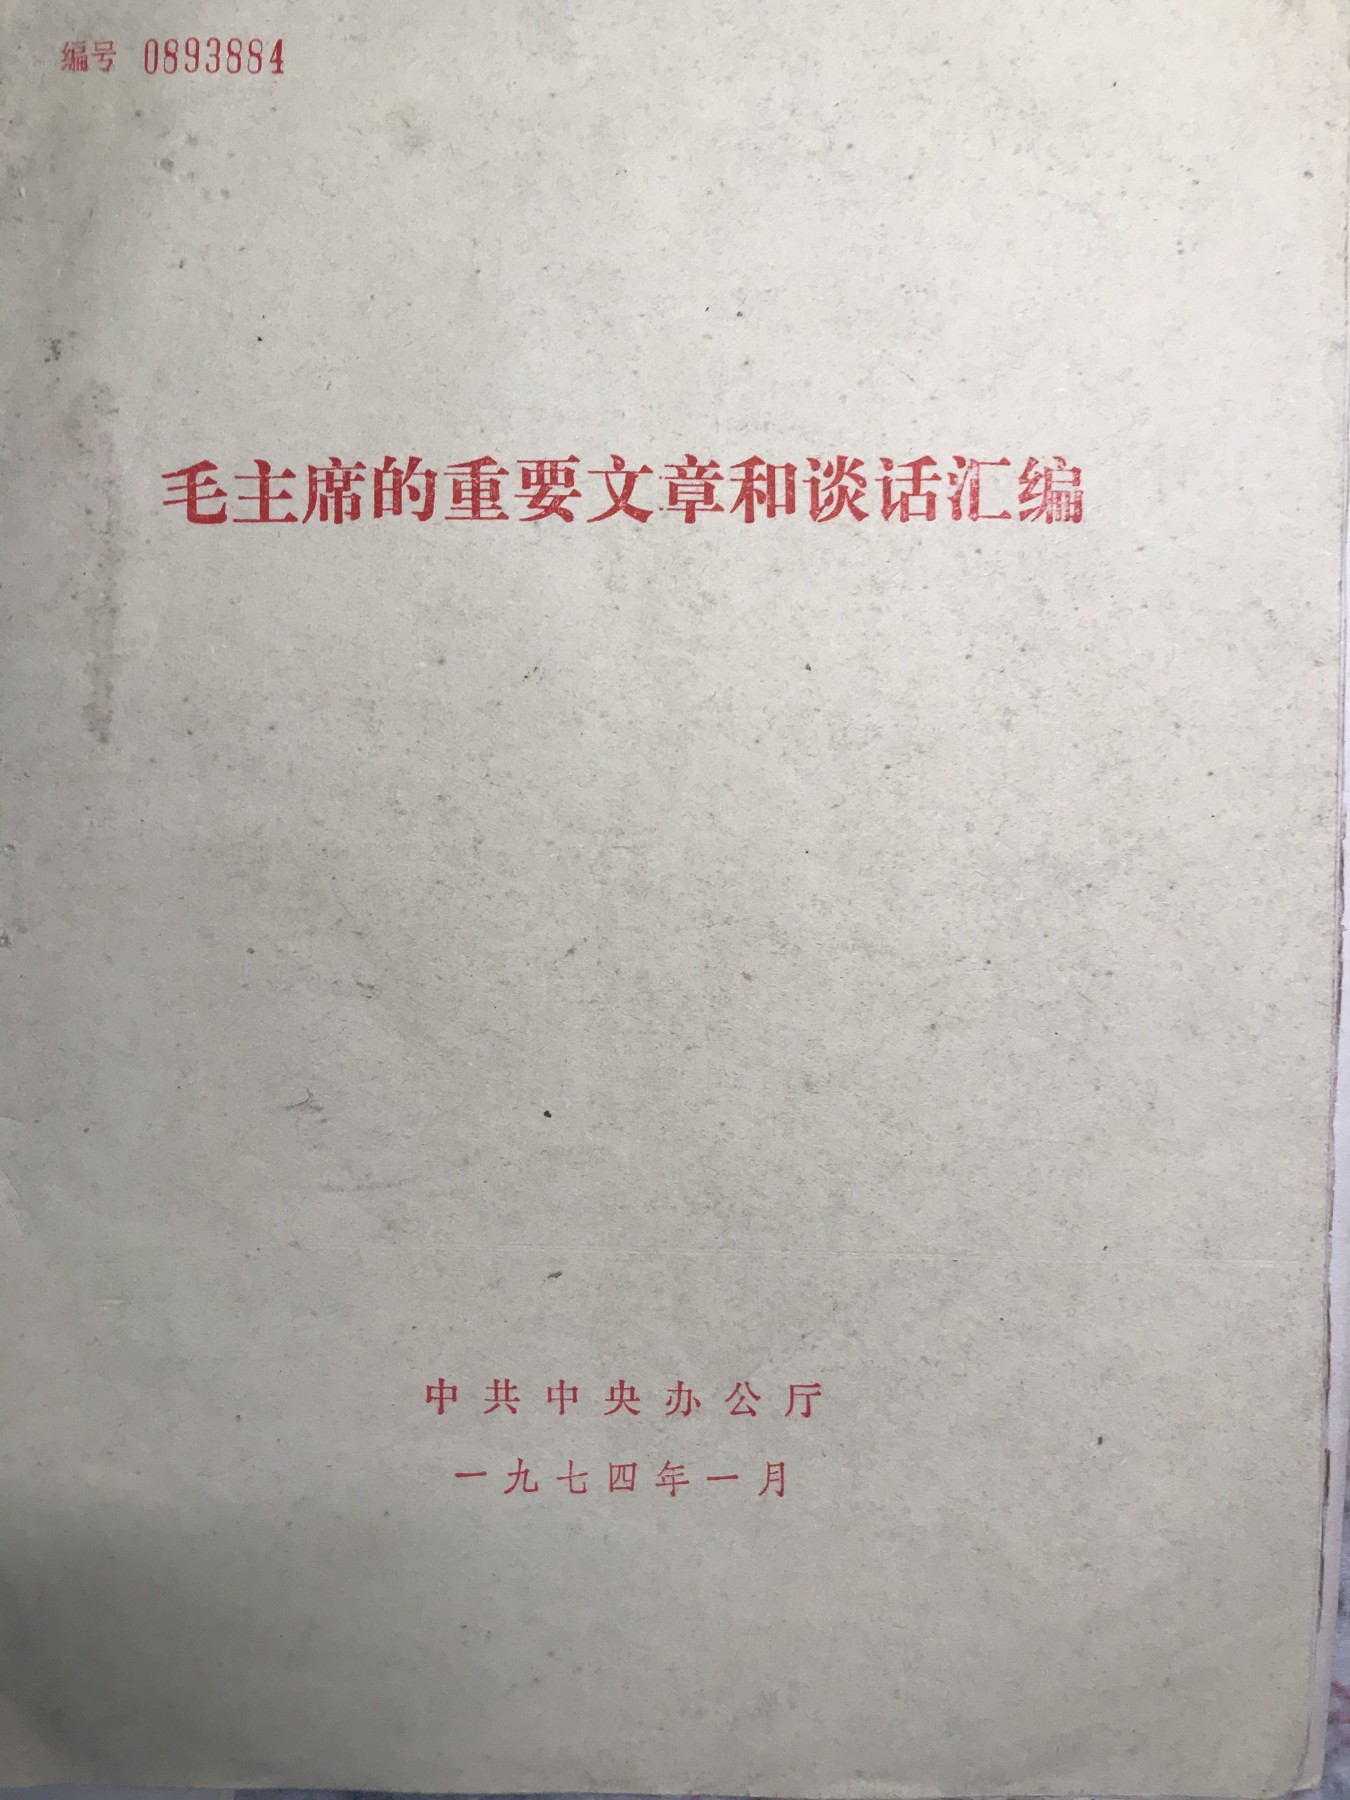 编号 0893884
毛主席的重要文章和谈话汇编
中共中央办公厅
一九七四年一月